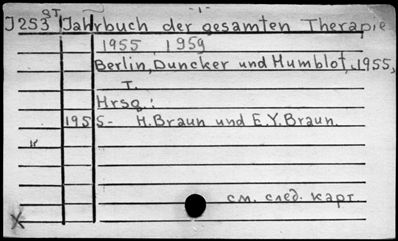 J253 ST Jahrbuch der gesamten Therapie
1955, 1959
Berlin, Duncker und Humblot, 1955,
T.
Hrsg.:
1955- H. Braun und E.Y. Braun.
см. след. карт.